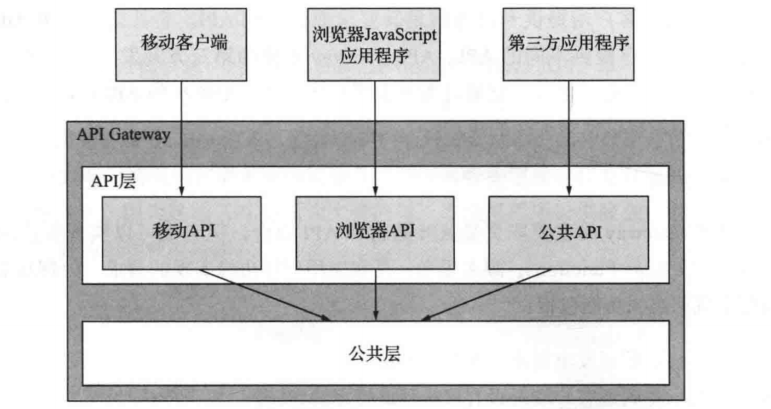 移动客户端
浏览器JavaScript
应用程序
第三方应用程序
API Gateway
API层
移动API
浏览器API
公共API
公共层